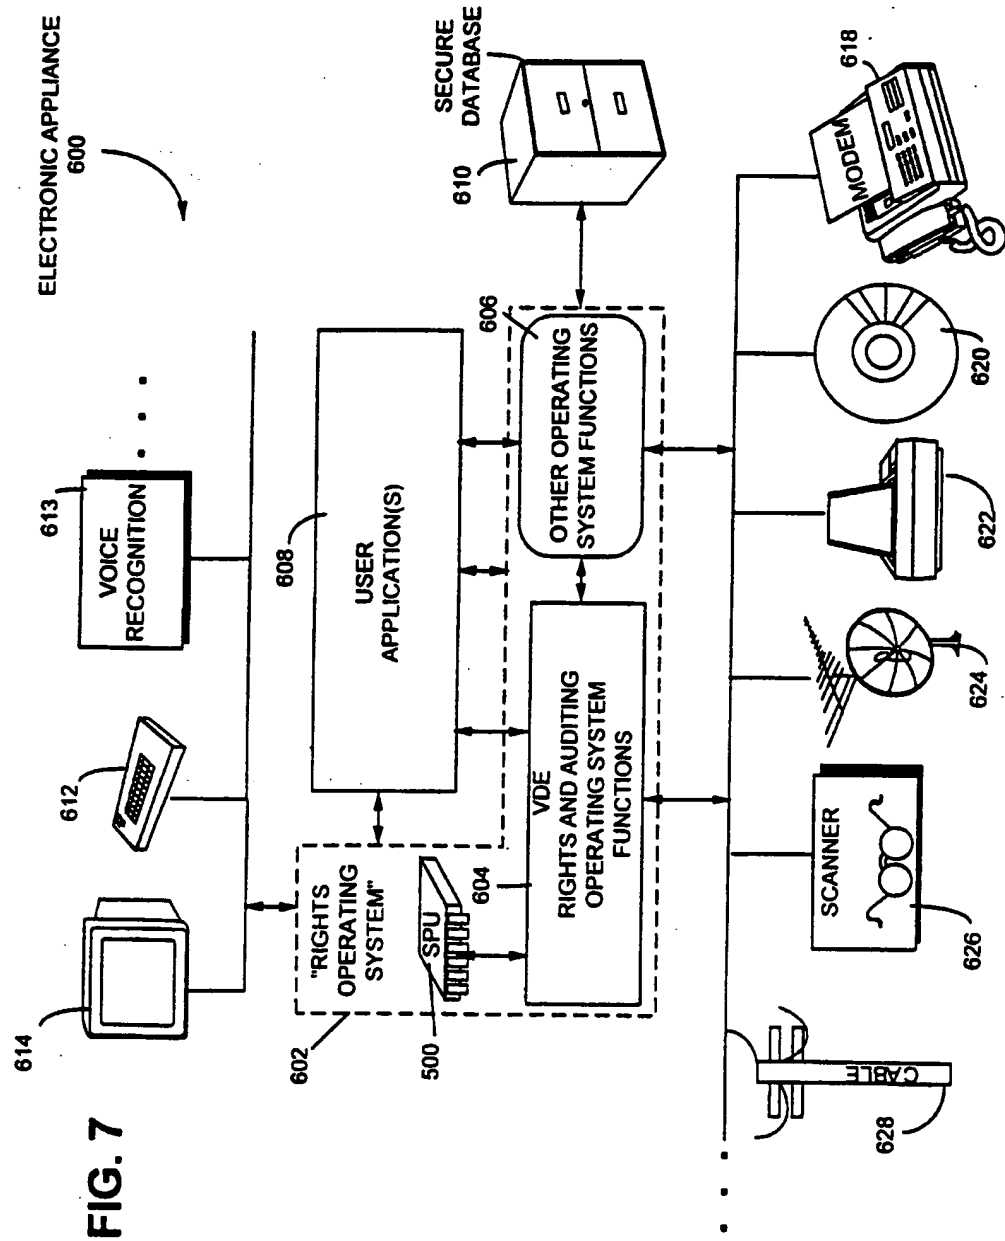 FIG. 7
ELECTRONIC APPLIANCE
600
614
612
613
VOICE
RECOGNITION
602
"RIGHTS
OPERATING
SYSTEM"
608
USER
APPLICATION(S)
SECURE
DATABASE
610
500
SPU
604
VDE
RIGHTS AND AUDITING
OPERATING SYSTEM
FUNCTIONS
606
OTHER OPERATING
SYSTEM FUNCTIONS
628
CABLE
626
SCANNER
624
622
620
618
MODEM